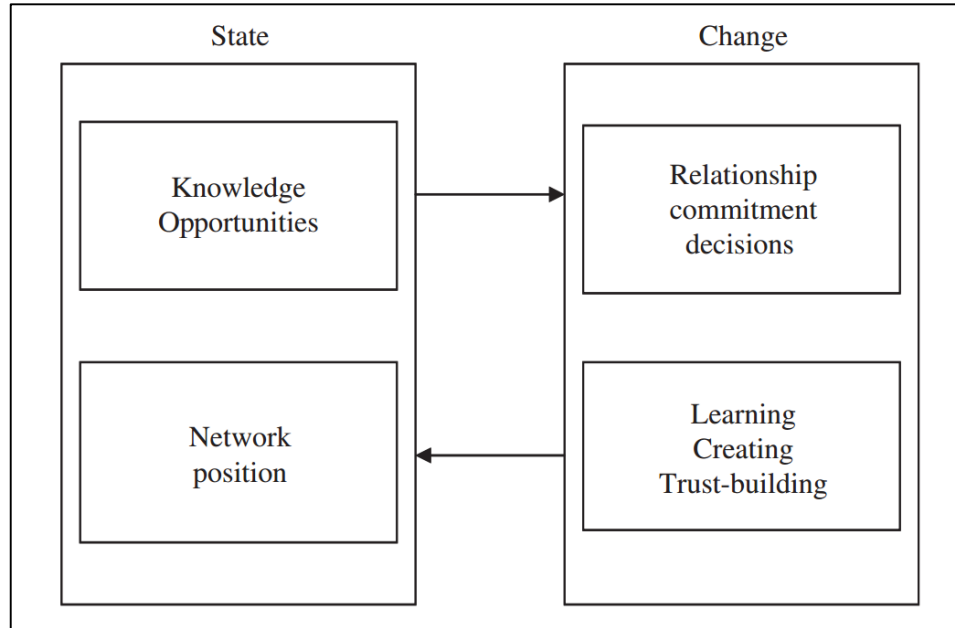 State
Change
Knowledge
Opportunities
Relationship
commitment
decisions
Network
position
Learning
Creating
Trust-building